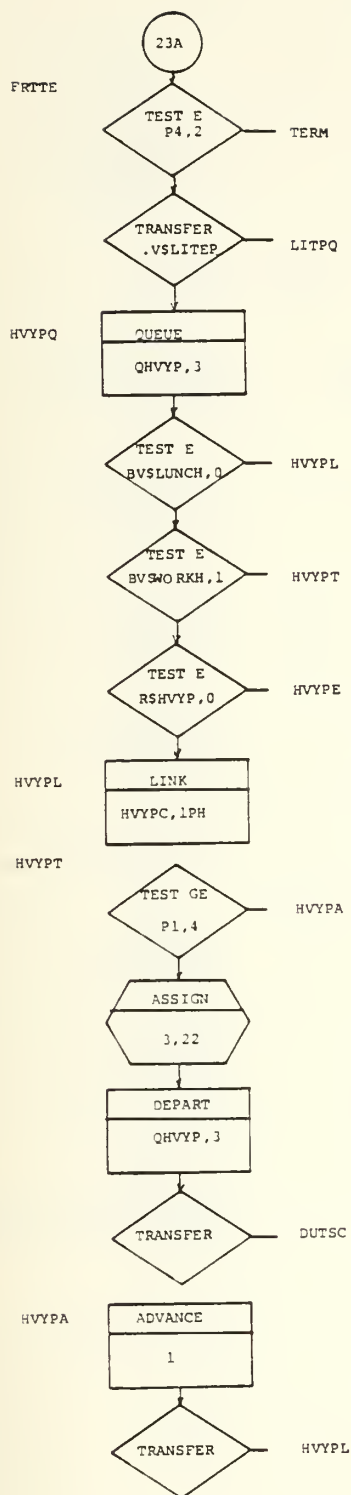 23A
FRTTE
TEST E
P4,2
TERM
TRANSFER
.V$LITEP
LITPQ
HVYPQ
QUEUE
QHVYP,3
TEST E
BV$LUNCH,0
HVYPL
TEST E
BV$WORKH,1
HVYPT
TEST E
R$HVYP,0
HVYPE
HVYPL
LINK
HVYPC,1PH
HVYPT
TEST GE
P1,4
HVYPA
ASSIGN
3,22
DEPART
QHVYP,3
TRANSFER
DUTSC
HVYPA
ADVANCE
1
TRANSFER
HVYPL